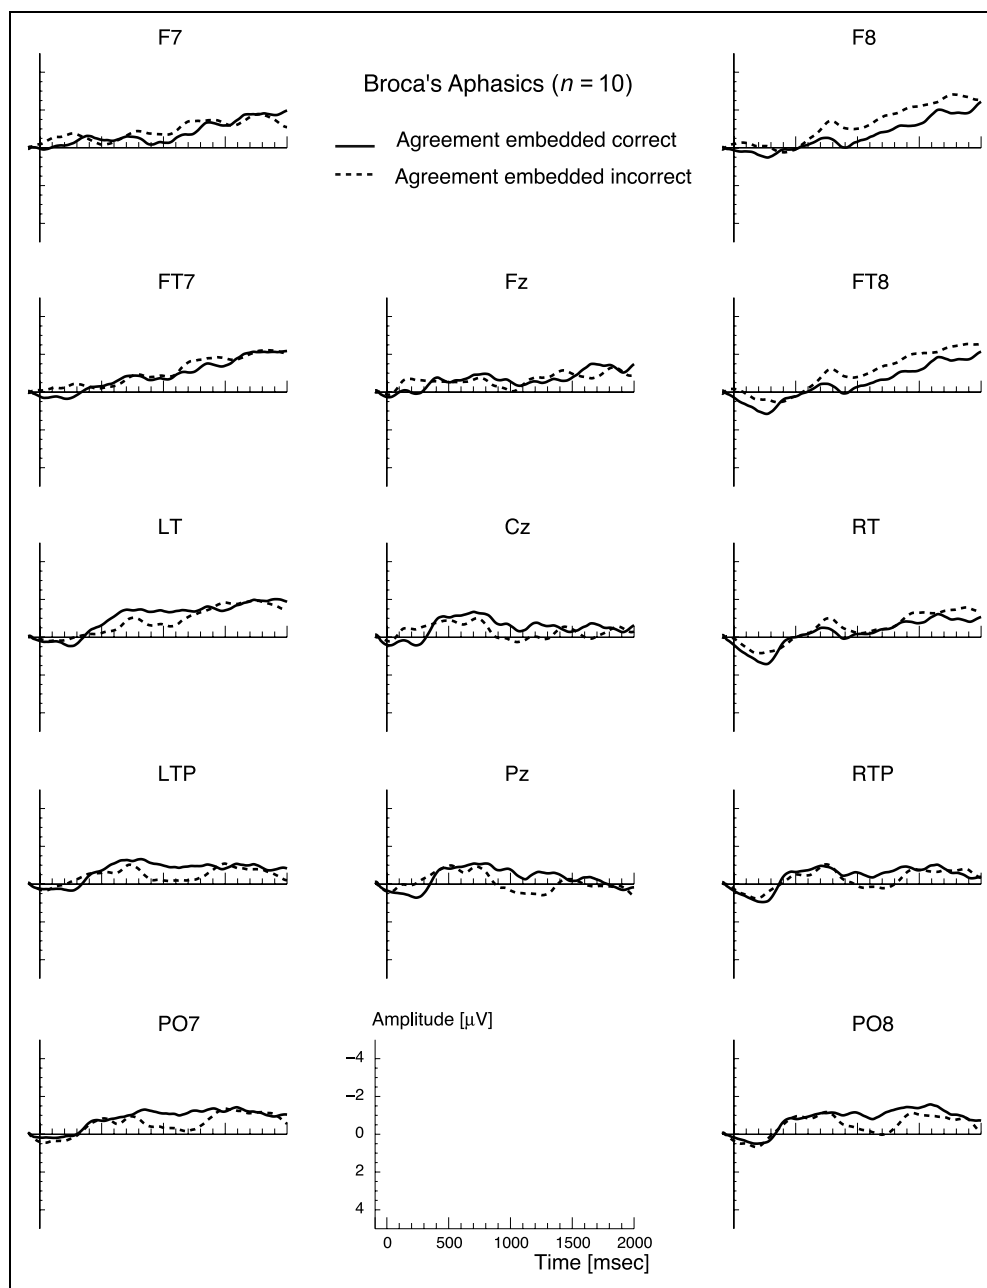 F7
F8
Broca's Aphasics (n = 10)
Agreement embedded correct
Agreement embedded incorrect
FT7
Fz
FT8
LT
Cz
RT
LTP
Pz
RTP
PO7
Amplitude [μV]
PO8
−4
−2
0
2
4
0 500 1000 1500 2000
Time [msec]